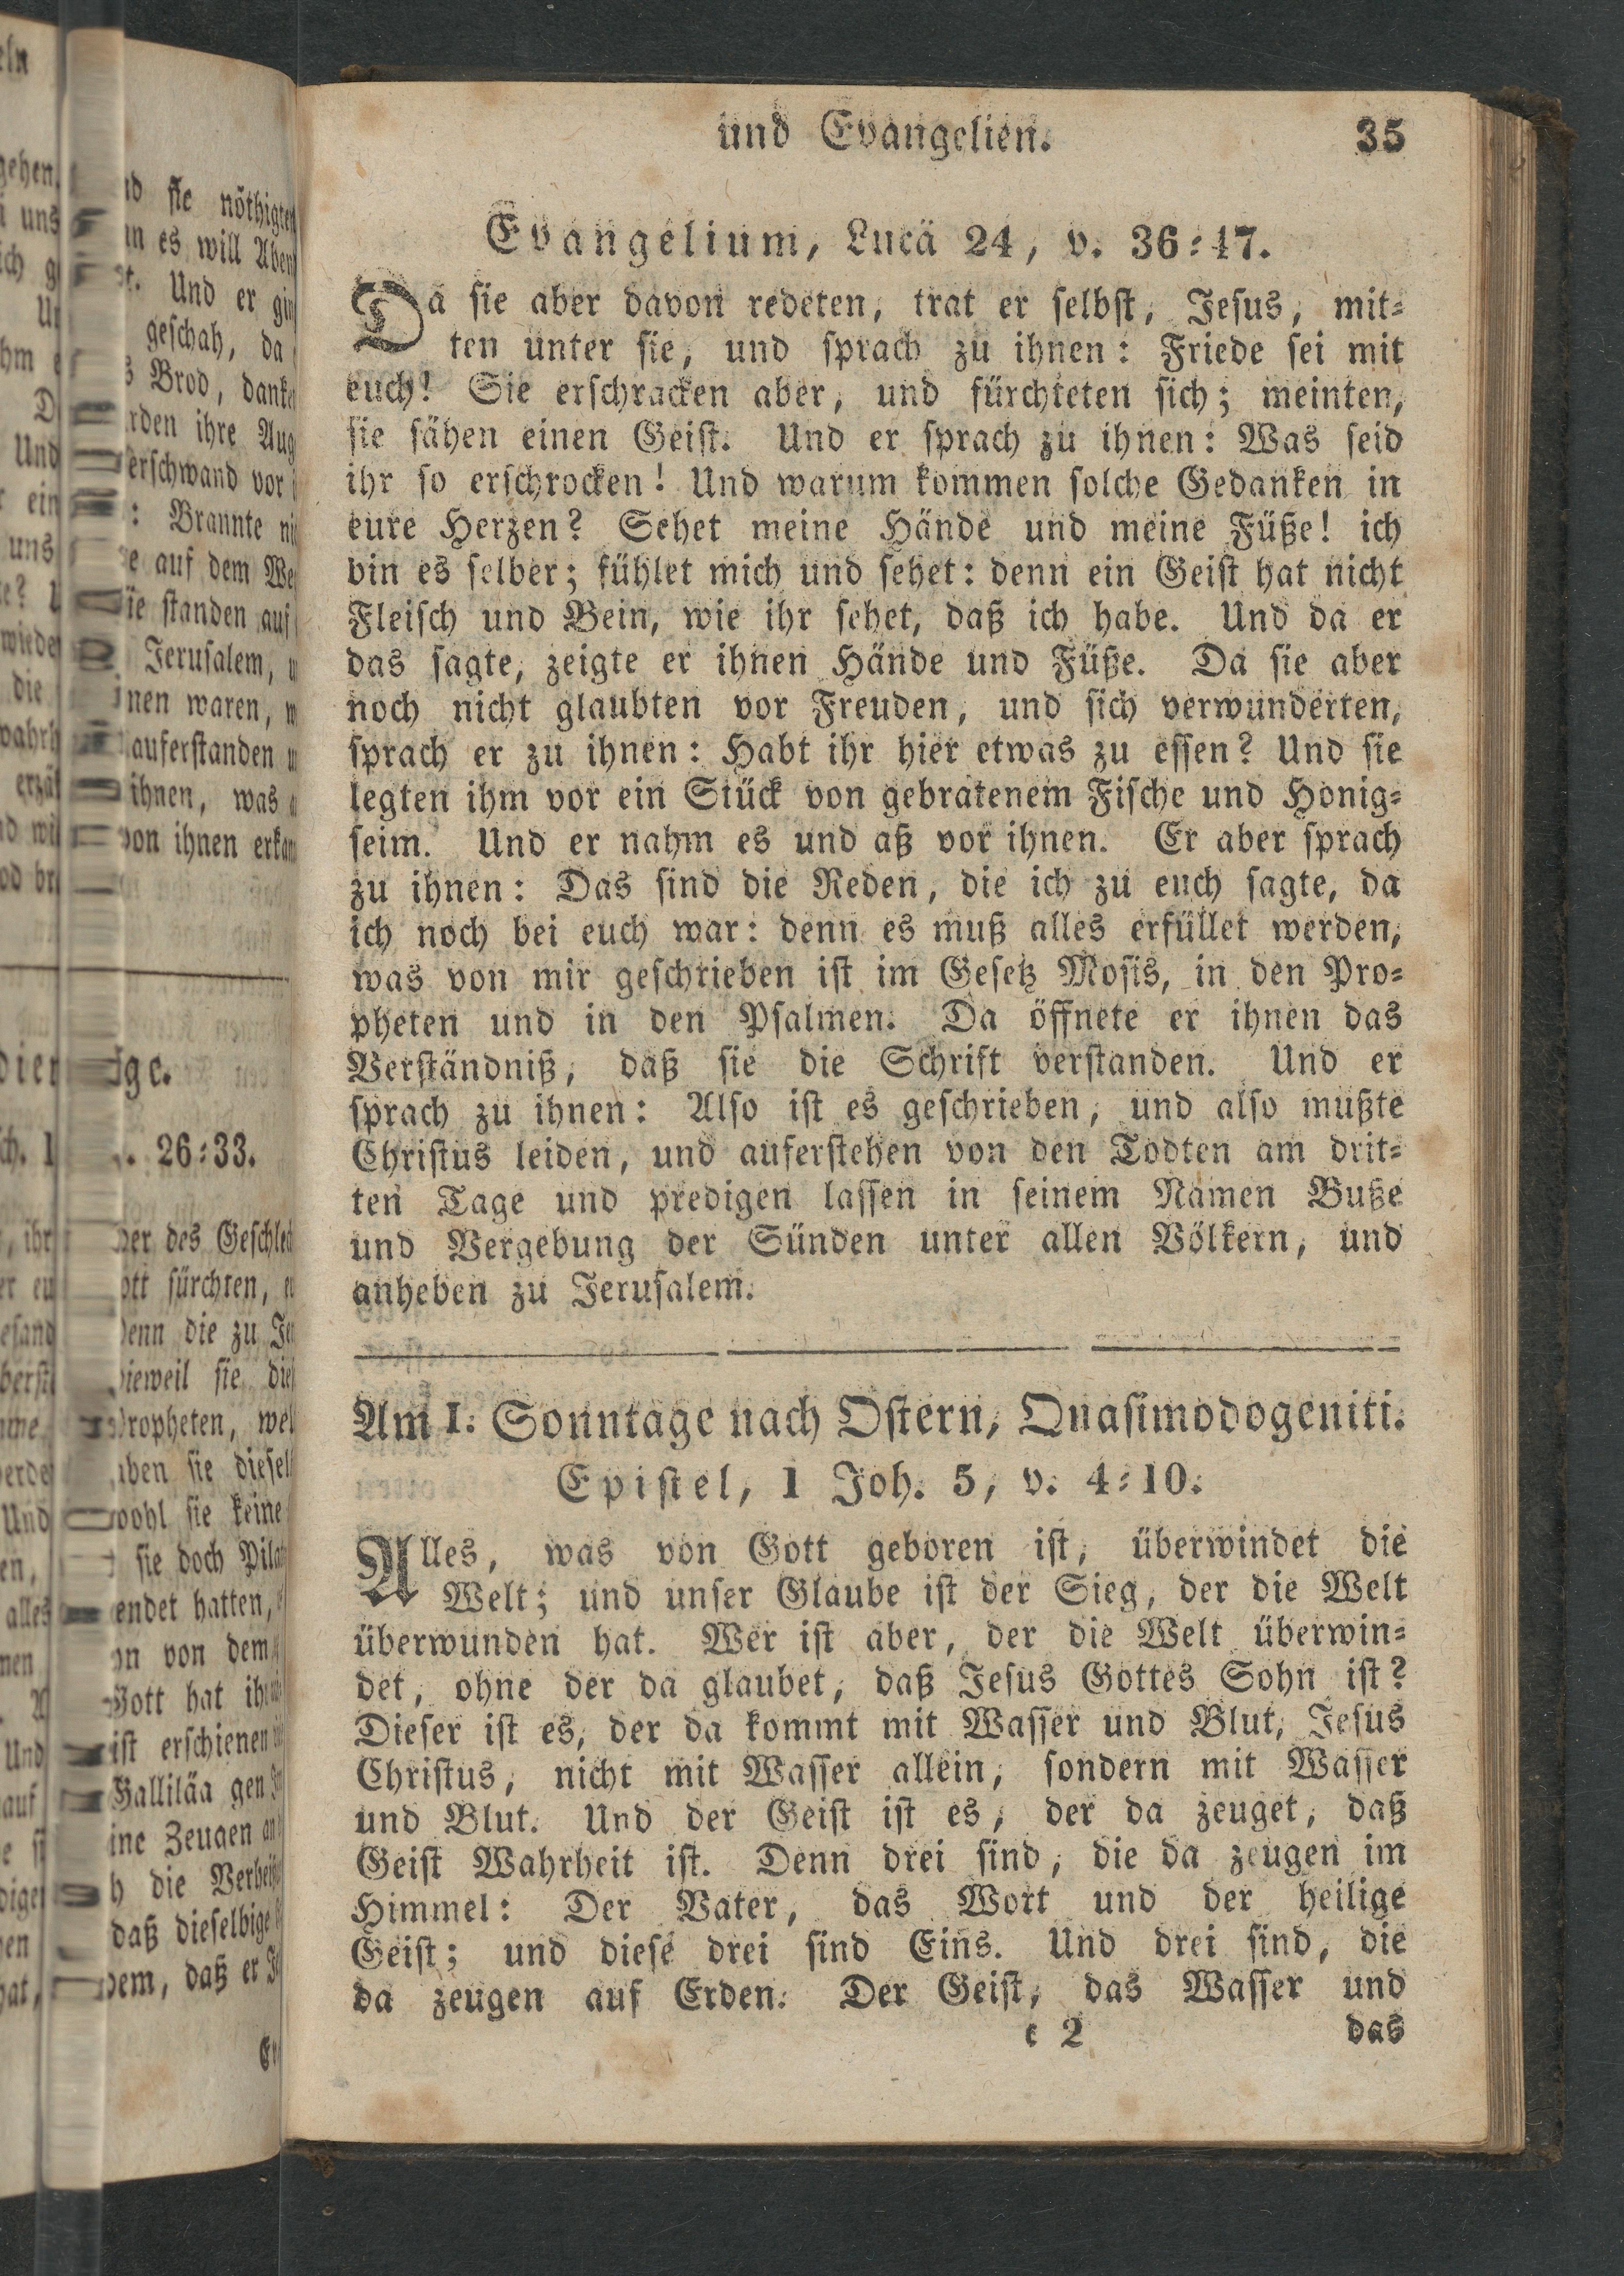 und Evangelien. 35
Evangelium, Lucä 24, v. 36⸗47.
Da sie aber davon redeten, trat er selbst, Jesus, mit⸗
ten unter sie, und sprach zu ihnen: Friede sei mit
euch! Sie erschracken aber, und fürchteten sich; meinten,
sie sähen einen Geist. Und er sprach zu ihnen: Was seid
ihr so erschrocken! Und warum kommen solche Gedanken in
eure Herzen? Sehet meine Hände und meine Füße! ich
bin es selber; fühlet mich und sehet: denn ein Geist hat nicht
Fleisch und Bein, wie ihr sehet, daß ich habe. Und da er
das sagte, zeigte er ihnen Hände und Füße. Da sie aber
noch nicht glaubten vor Freuden, und sich verwunderten,
sprach er zu ihnen: Habt ihr hier etwas zu essen? Und sie
legten ihm vor ein Stück von gebratenem Fische und Honig⸗
seim. Und er nahm es und aß vor ihnen. Er aber sprach
zu ihnen: Das sind die Reden, die ich zu euch sagte, da
ich noch bei euch war: denn es muß alles erfüllet werden,
was von mir geschrieben ist im Gesetz Mosis, in den Pro⸗
pheten und in den Psalmen. Da öffnete er ihnen das
Verständniß, daß sie die Schrift verstanden. Und er
sprach zu ihnen: Also ist es geschrieben, und also mußte
Christus leiden, und auferstehen von den Todten am drit⸗
ten Tage und predigen lassen in seinem Namen Buße
und Vergebung der Sünden unter allen Völkern, und
anheben zu Jerusalem.
Am 1. Sonntage nach Ostern, Quasimodogeniti.
Epistel, 1 Joh. 5, v. 4⸗10.
Alles, was von Gott geboren ist, überwindet die
Welt; und unser Glaube ist der Sieg, der die Welt
überwunden hat. Wer ist aber, der die Welt überwin⸗
det, ohne der da glaubet, daß Jesus Gottes Sohn ist?
Dieser ist es, der da kommt mit Wasser und Blut, Jesus
Christus, nicht mit Wasser allein, sondern mit Wasser
und Blut. Und der Geist ist es, der da zeuget, daß
Geist Wahrheit ist. Denn drei sind, die da zeugen im
Himmel: Der Vater, das Wort und der heilige
Geist; und diese drei sind Eins. Und drei sind, die
da zeugen auf Erden. Der Geist, das Wasser und
c 2 das